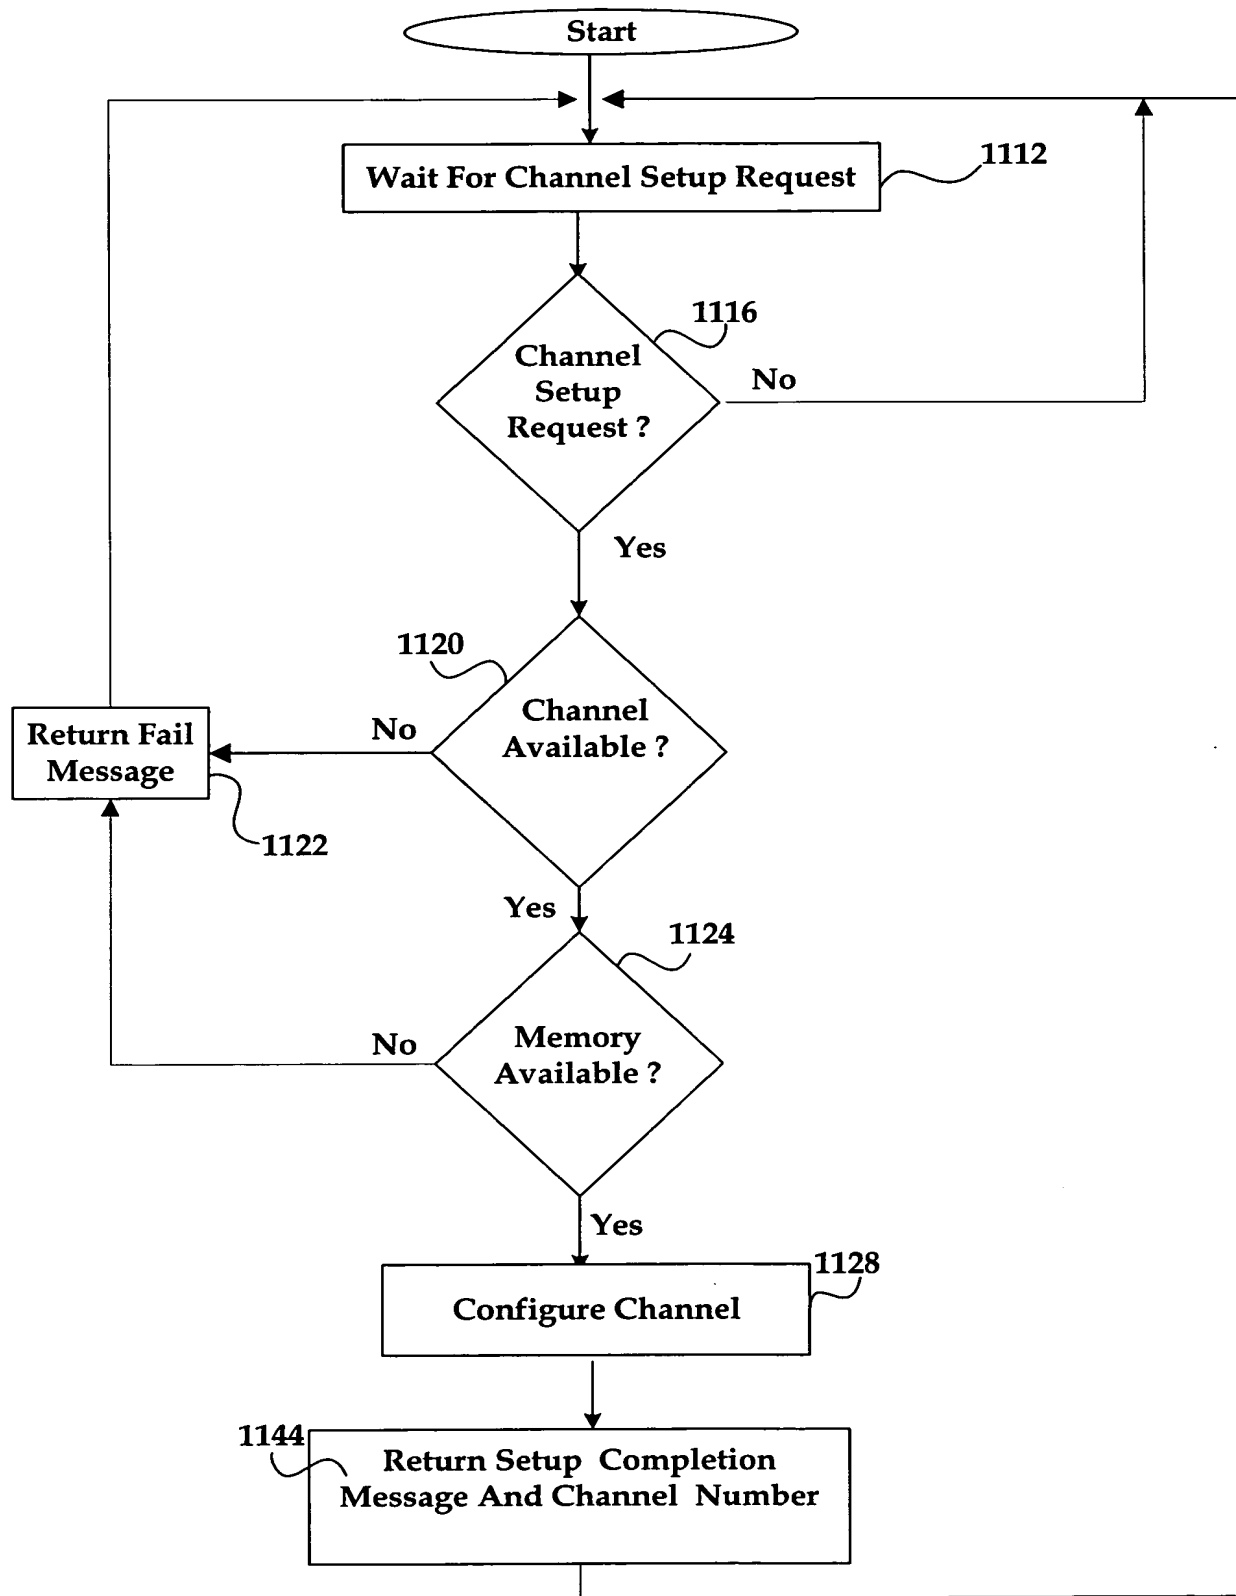 Start
Wait For Channel Setup Request
1112
1116
Channel
Setup
Request ?
No
Yes
1120
Channel
Available ?
No
Return Fail
Message
1122
Yes
1124
Memory
Available ?
No
Yes
1128
Configure Channel
1144
Return Setup Completion
Message And Channel Number